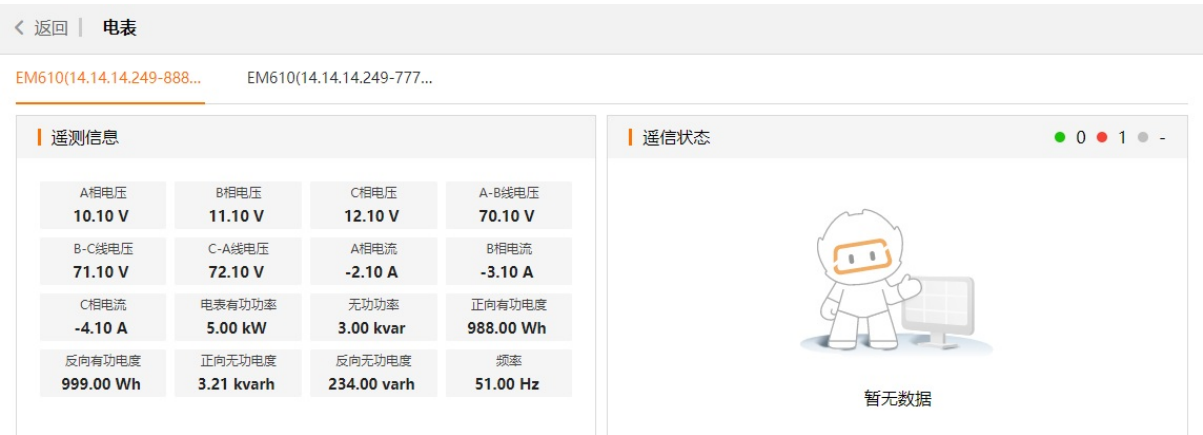 返回 电表
EM610(14.14.14.249-888... EM610(14.14.14.249-777...
遥测信息
A相电压 B相电压 C相电压 A-B线电压
10.10 V 11.10 V 12.10 V 70.10 V
B-C线电压 C-A线电压 A相电流 B相电流
71.10 V 72.10 V -2.10 A -3.10 A
C相电流 电表有功功率 无功功率 正向有功电度
-4.10 A 5.00 kW 3.00 kvar 988.00 Wh
反向有功电度 正向无功电度 反向无功电度 频率
999.00 Wh 3.21 kvarh 234.00 varh 51.00 Hz
遥信状态 0 1 -
暂无数据